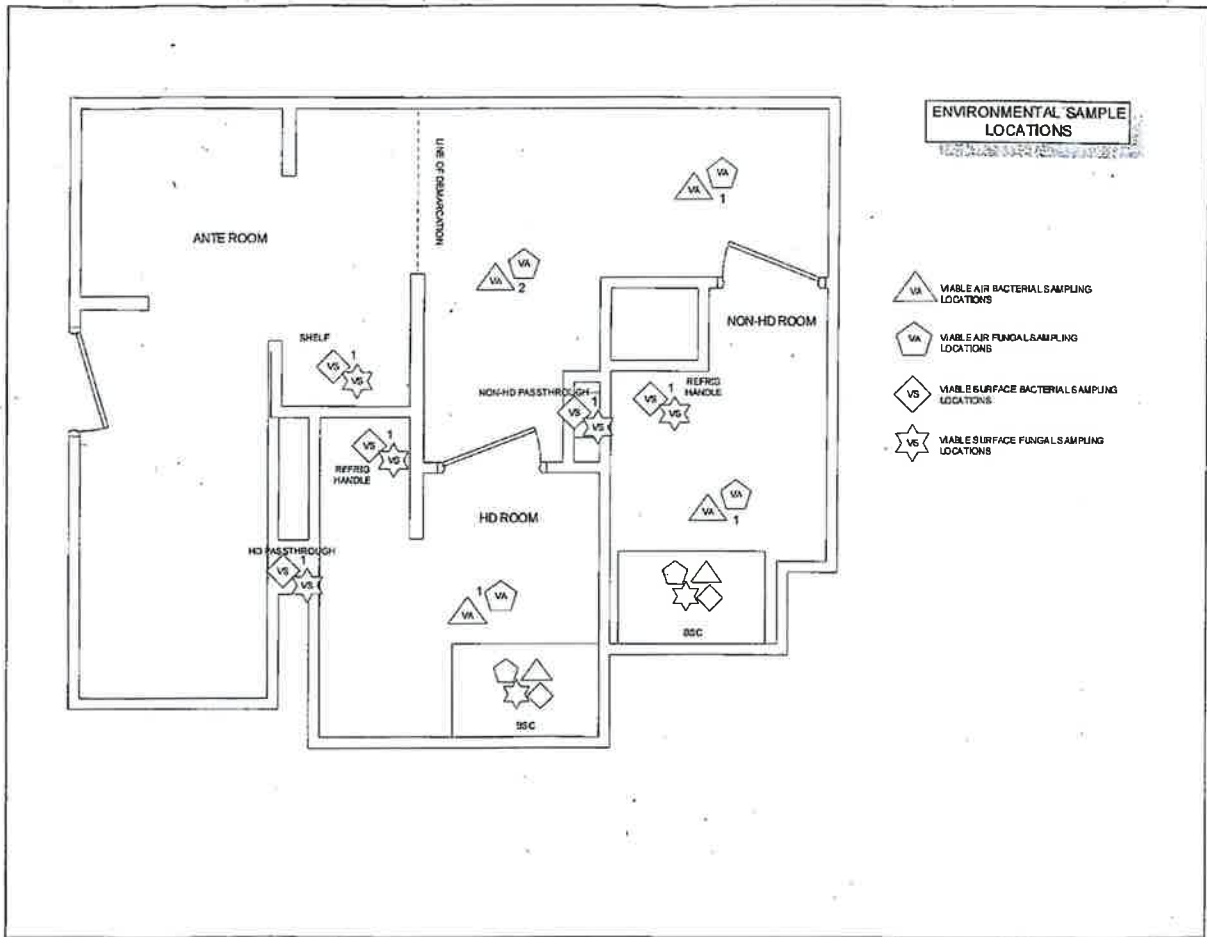 ENVIRONMENTAL SAMPLE
LOCATIONS
LINE OF DEMARCATION
VA
VA
1
ANTE ROOM
VA
VA
2
NON-HD ROOM
VA
VIABLE AIR BACTERIAL SAMPLING
LOCATIONS
VA
VIABLE AIR FUNGAL SAMPLING
LOCATIONS
VS
VIABLE SURFACE BACTERIAL SAMPLING
LOCATIONS
VS
VIABLE SURFACE FUNGAL SAMPLING
LOCATIONS
SHELF
1
VS
VS
NON-HD PASSTHROUGH
1
VS
VS
REFRIG
HANDLE
1
VS
VS
1
VS
VS
REFRIG
HANDLE
HD ROOM
VA
VA
1
HD PASSTHROUGH
1
VS
VS
1
VA
VA
BSC
BSC